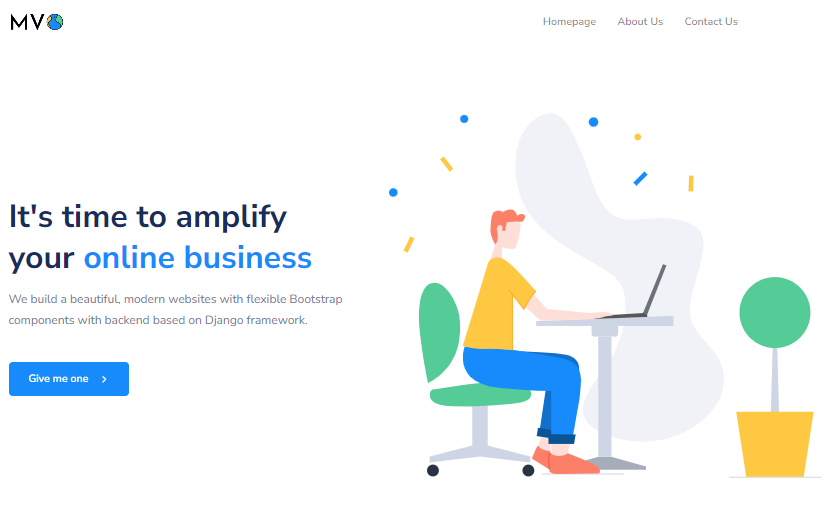 MVO
Homepage About Us Contact Us
It's time to amplify
your online business
We build a beautiful, modern websites with flexible Bootstrap
components with backend based on Django framework.
Give me one